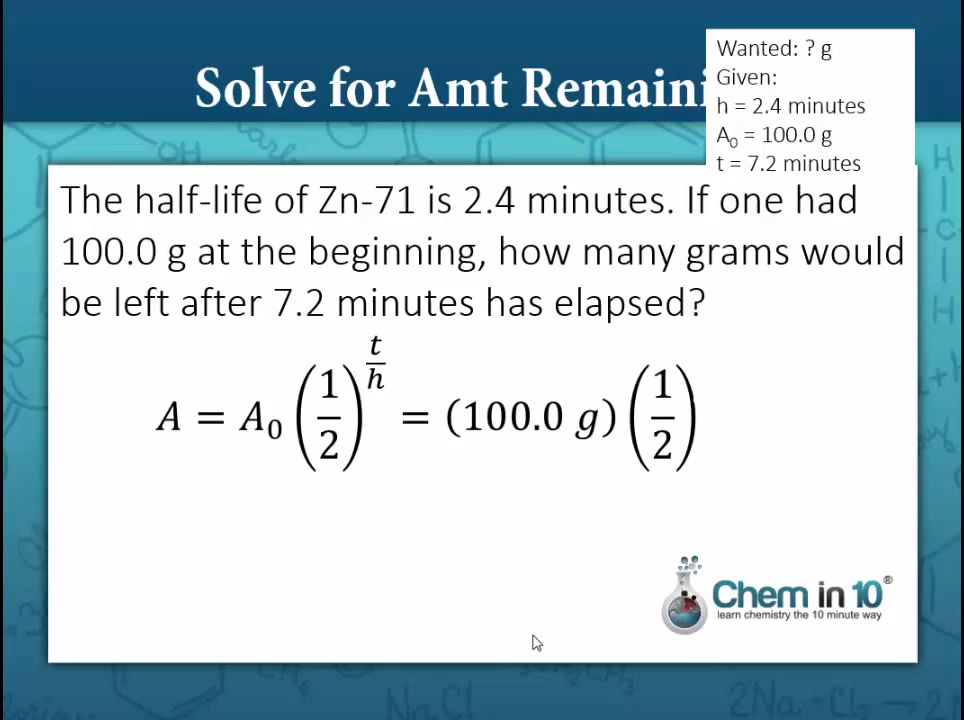 Solve for Amt Remaini
Wanted: ? g
Given:
h = 2.4 minutes
A₀ = 100.0 g
t = 7.2 minutes
The half-life of Zn-71 is 2.4 minutes. If one had
100.0 g at the beginning, how many grams would
be left after 7.2 minutes has elapsed?
A = A₀ (1/2)^(t/h) = (100.0 g) (1/2)
Chem in 10®
learn chemistry the 10 minute way
NaCl
2Na + Cl₂ →